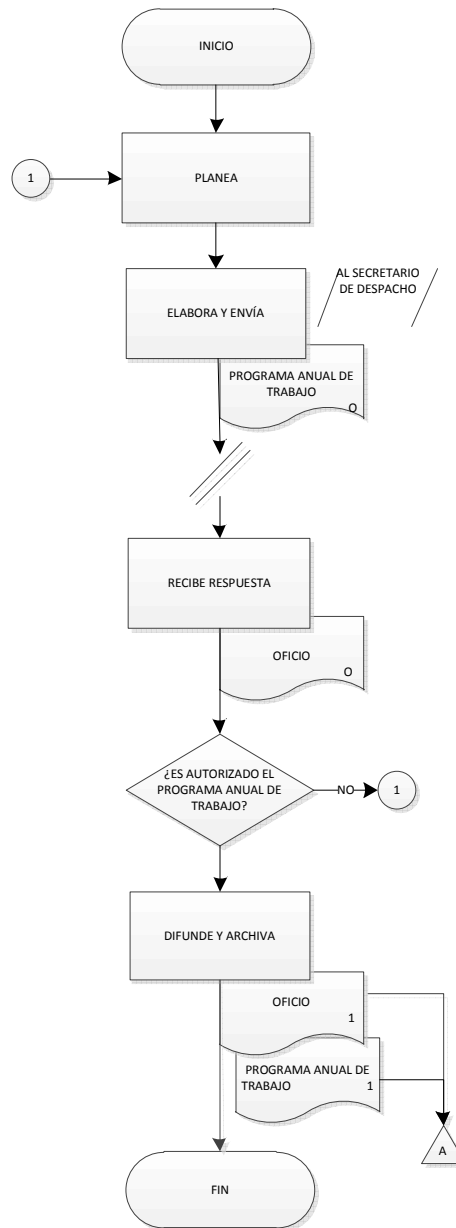 INICIO
1
PLANEA
AL SECRETARIO
DE DESPACHO
ELABORA Y ENVÍA
PROGRAMA ANUAL DE
TRABAJO
O
RECIBE RESPUESTA
OFICIO
O
¿ES AUTORIZADO EL
PROGRAMA ANUAL DE
TRABAJO?
NO
1
DIFUNDE Y ARCHIVA
OFICIO
1
PROGRAMA ANUAL DE
TRABAJO 1
A
FIN